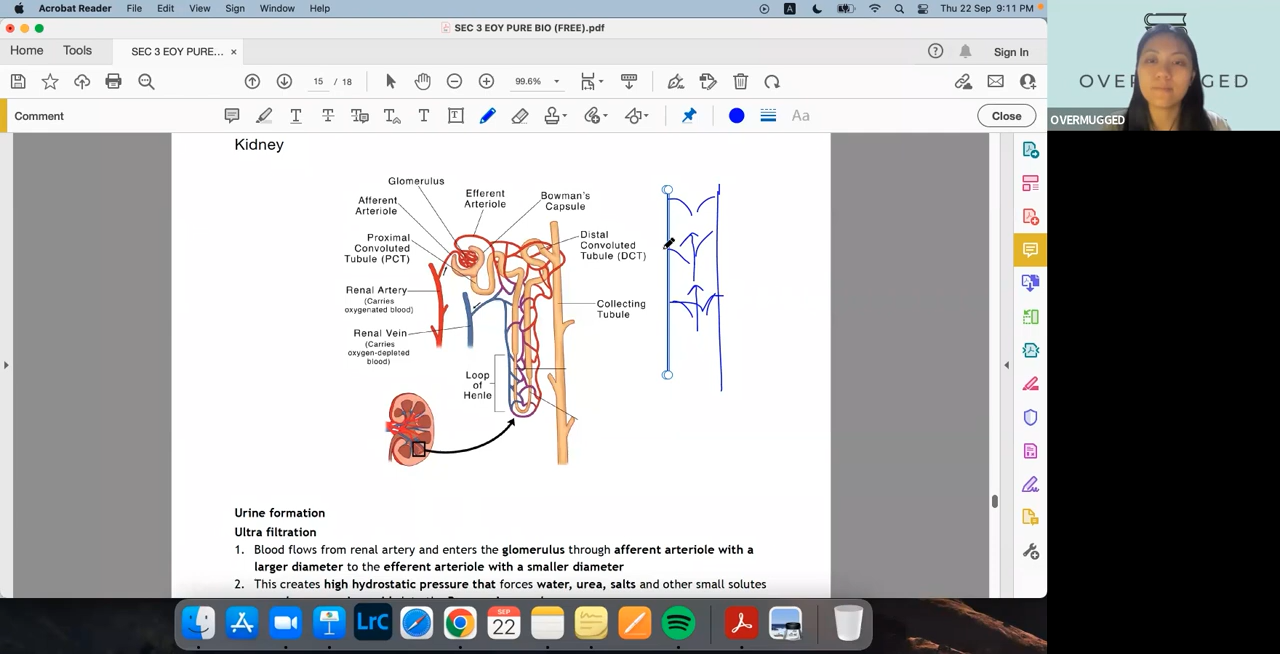 Acrobat Reader File Edit View Sign Window Help
A
Thu 22 Sep 9:11 PM
SEC 3 EOY PURE BIO (FREE).pdf
Home Tools SEC 3 EOY PURE... × Sign In
15 / 18 99.6%
Comment Aa Close
OVERMUGGED
OVERMUGGED
Kidney
Glomerulus
Efferent
Arteriole
Bowman's
Capsule
Afferent
Arteriole
Proximal
Convoluted
Tubule (PCT)
Distal
Convoluted
Tubule (DCT)
Renal Artery
(Carries
oxygenated blood)
Collecting
Tubule
Renal Vein
(Carries
oxygen-depleted
blood)
Loop
of
Henle
Urine formation
Ultra filtration
1. Blood flows from renal artery and enters the glomerulus through afferent arteriole with a
larger diameter to the efferent arteriole with a smaller diameter
2. This creates high hydrostatic pressure that forces water, urea, salts and other small solutes
LrC
SEP
22